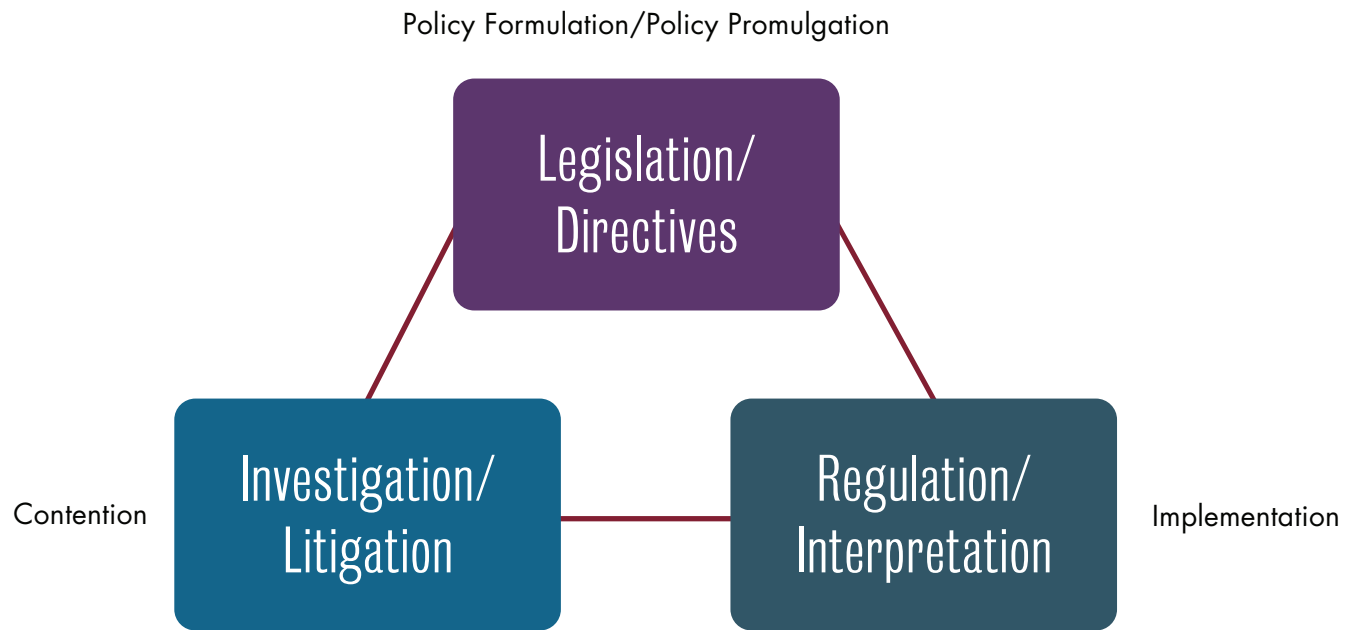 Policy Formulation/Policy Promulgation
Legislation/
Directives
Contention
Investigation/
Litigation
Regulation/
Interpretation
Implementation